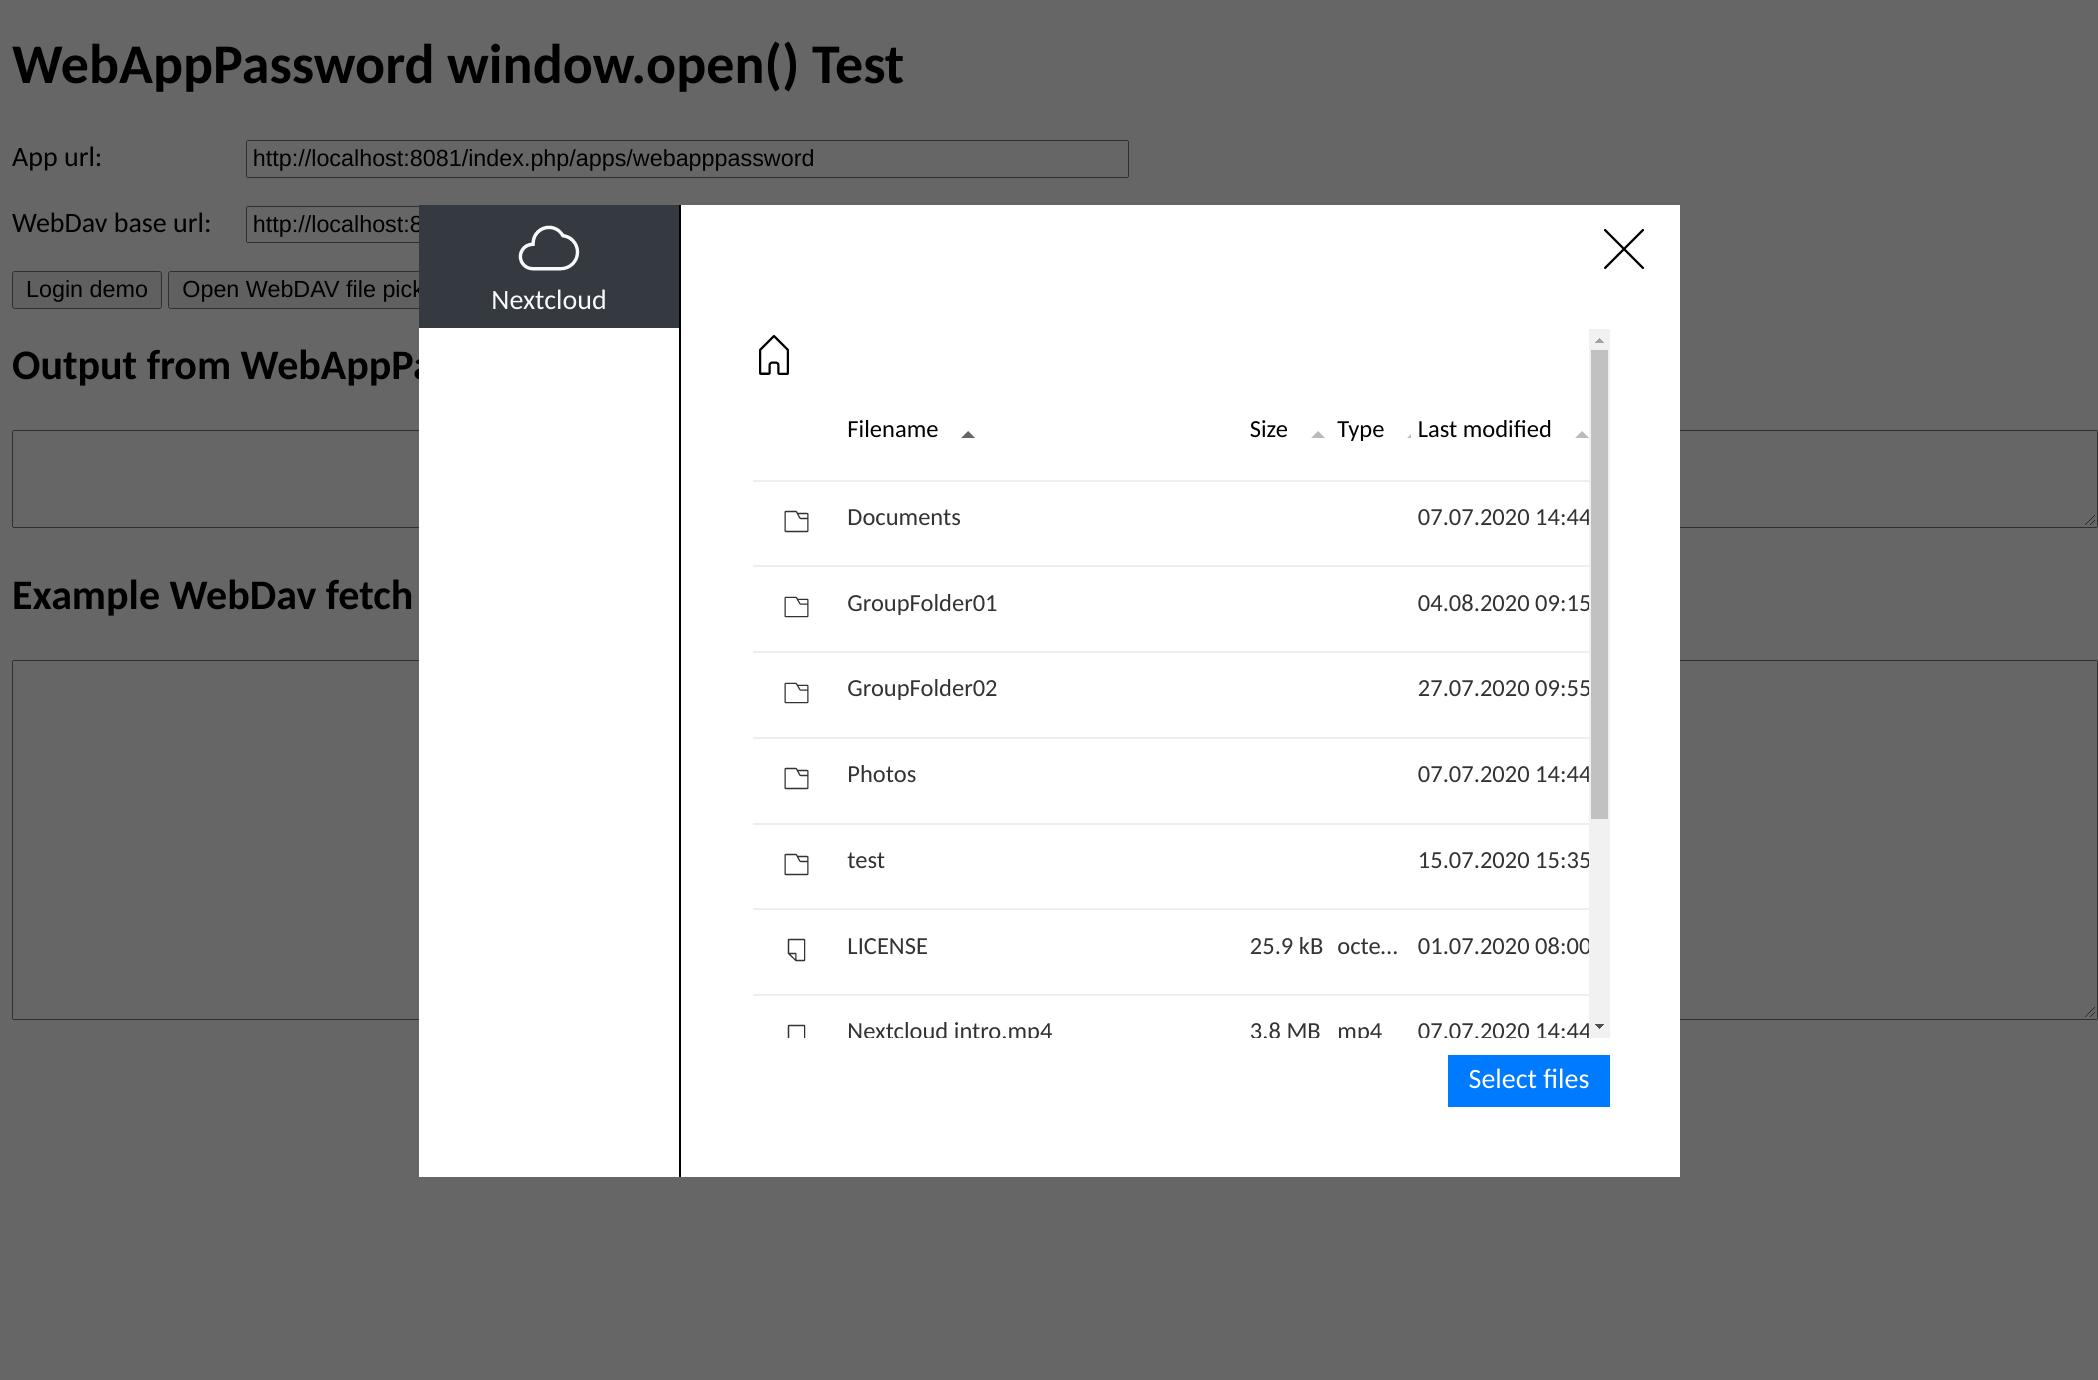 WebAppPassword window.open() Test
App url: http://localhost:8081/index.php/apps/webapppassword
WebDav base url: http://localhost:8
Login demo Open WebDAV file pick
Output from WebAppPa
Example WebDav fetch
Nextcloud
Filename Size Type Last modified
Documents 07.07.2020 14:44
GroupFolder01 04.08.2020 09:15
GroupFolder02 27.07.2020 09:55
Photos 07.07.2020 14:44
test 15.07.2020 15:35
LICENSE 25.9 kB octe... 01.07.2020 08:00
Nextcloud intro.mp4 3.8 MB mp4 07.07.2020 14:44
Select files